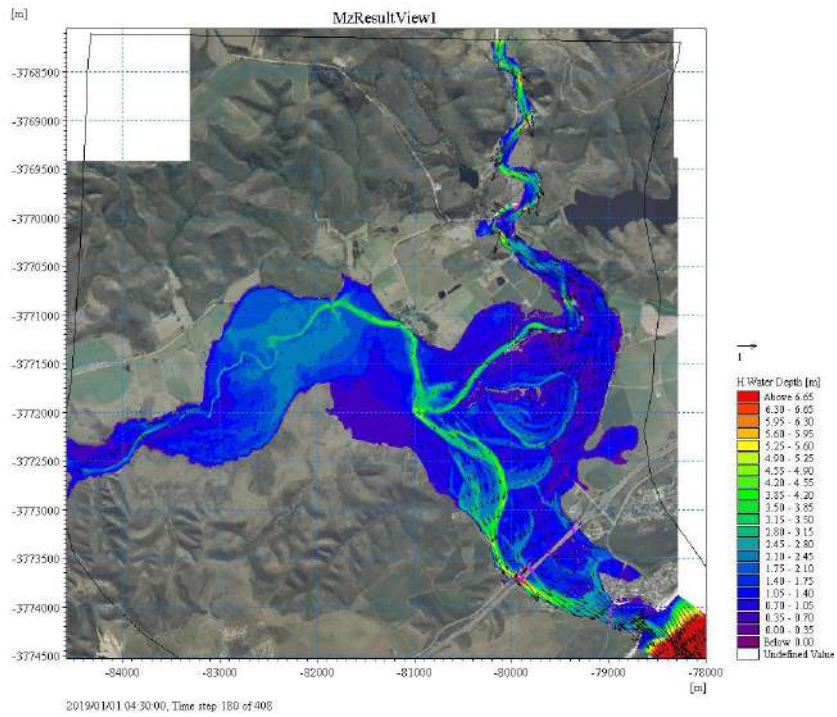 [m]
MzResultView1
-3768500
-3769000
-3769500
-3770000
-3770500
-3771000
-3771500
-3772000
-3772500
-3773000
-3773500
-3774000
-3774500
-84000 -83000 -82000 -81000 -80000 -79000 -78000
[m]
1
H Water Depth [m]
Above 6.65
6.30 - 6.65
5.95 - 6.30
5.60 - 5.95
5.25 - 5.60
4.90 - 5.25
4.55 - 4.90
4.20 - 4.55
3.85 - 4.20
3.50 - 3.85
3.15 - 3.50
2.80 - 3.15
2.45 - 2.80
2.10 - 2.45
1.75 - 2.10
1.40 - 1.75
1.05 - 1.40
0.70 - 1.05
0.35 - 0.70
0.00 - 0.35
Below 0.00
Undefined Value
2019/01/01 04:30:00, Time step 180 of 408